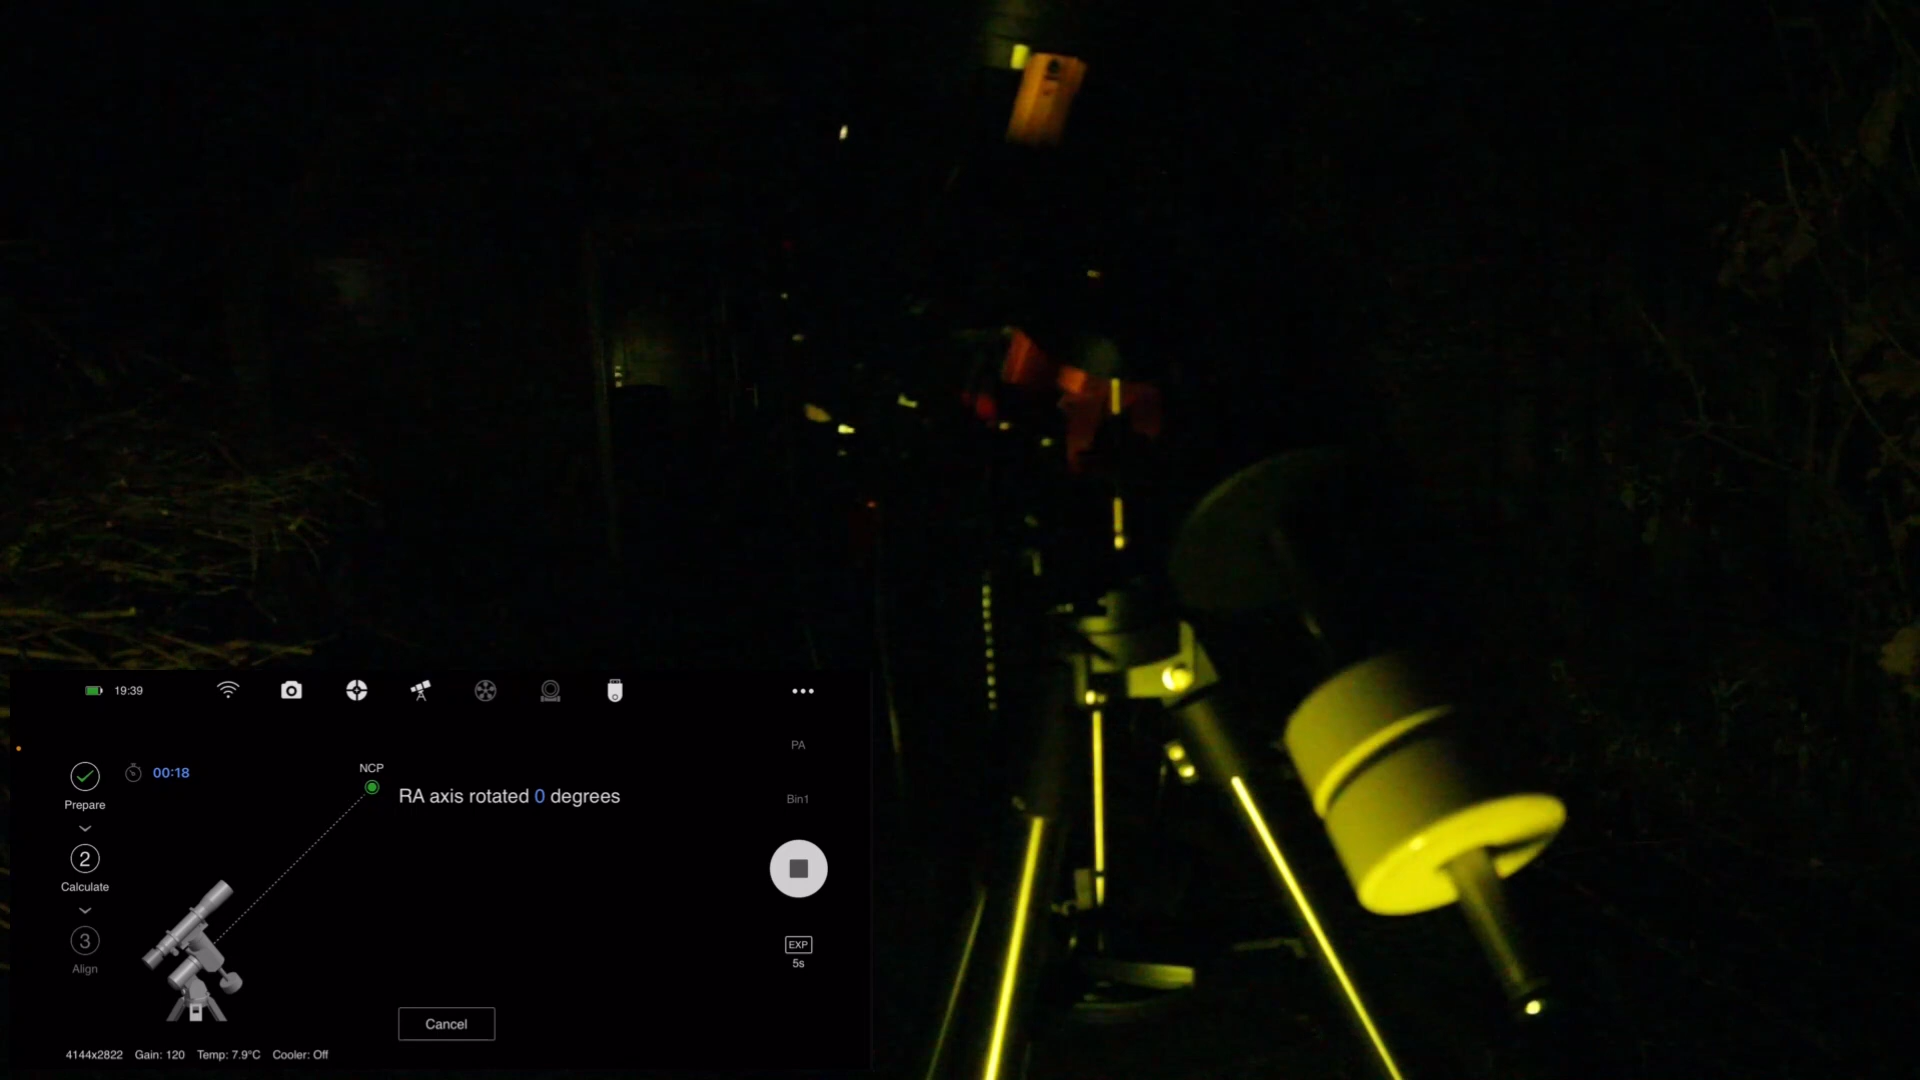 19:39
PA
00:18
NCP
Prepare
RA axis rotated 0 degrees
Bin1
2
Calculate
3
Align
EXP
5s
Cancel
4144x2822 Gain: 120 Temp: 7.9°C Cooler: Off